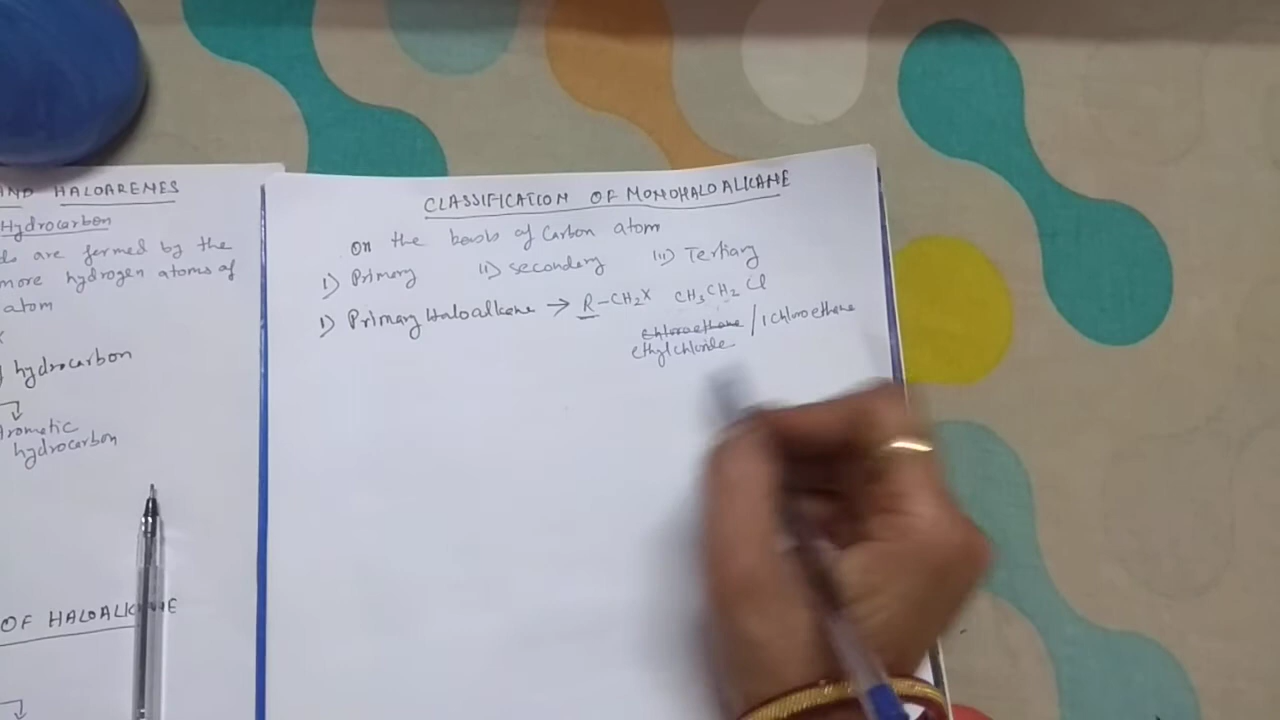 AND HALOARENES
Hydrocarbon
are formed by the
more hydrogen atoms of
atom
hydrocarbon
Aromatic
hydrocarbon
OF HALOALKANE
CLASSIFICATION OF MONOHALOALKANE
On the basis of Carbon atom
I) Primary II) secondary III) Tertiary
I) Primary Haloalkane → R-CH₂X CH₃CH₂Cl
chloroethane / 1 chloroethane
ethylchloride